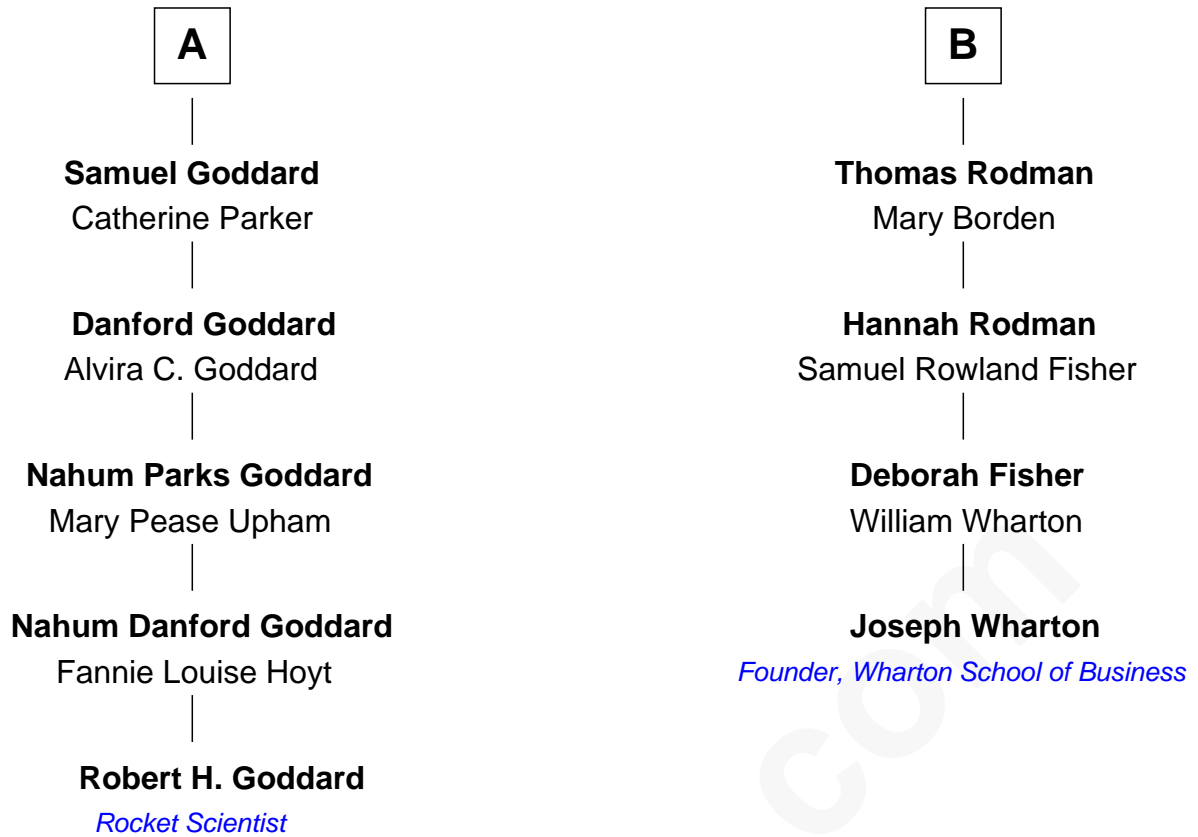 A
Samuel Goddard
Catherine Parker
Danford Goddard
Alvira C. Goddard
Nahum Parks Goddard
Mary Pease Upham
Nahum Danford Goddard
Fannie Louise Hoyt
Robert H. Goddard
Rocket Scientist
B
Thomas Rodman
Mary Borden
Hannah Rodman
Samuel Rowland Fisher
Deborah Fisher
William Wharton
Joseph Wharton
Founder, Wharton School of Business
com